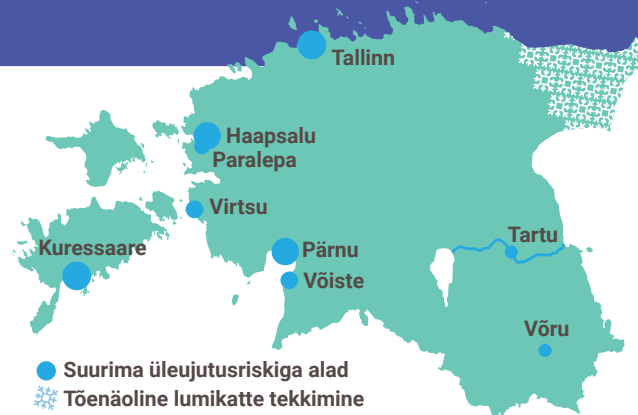 Tallinn
Haapsalu
Paralepa
Virtsu
Kuressaare
Pärnu
Võiste
Tartu
Võru
Suurima üleujutusriskiga alad
Tõenäoline lumikatte tekkimine